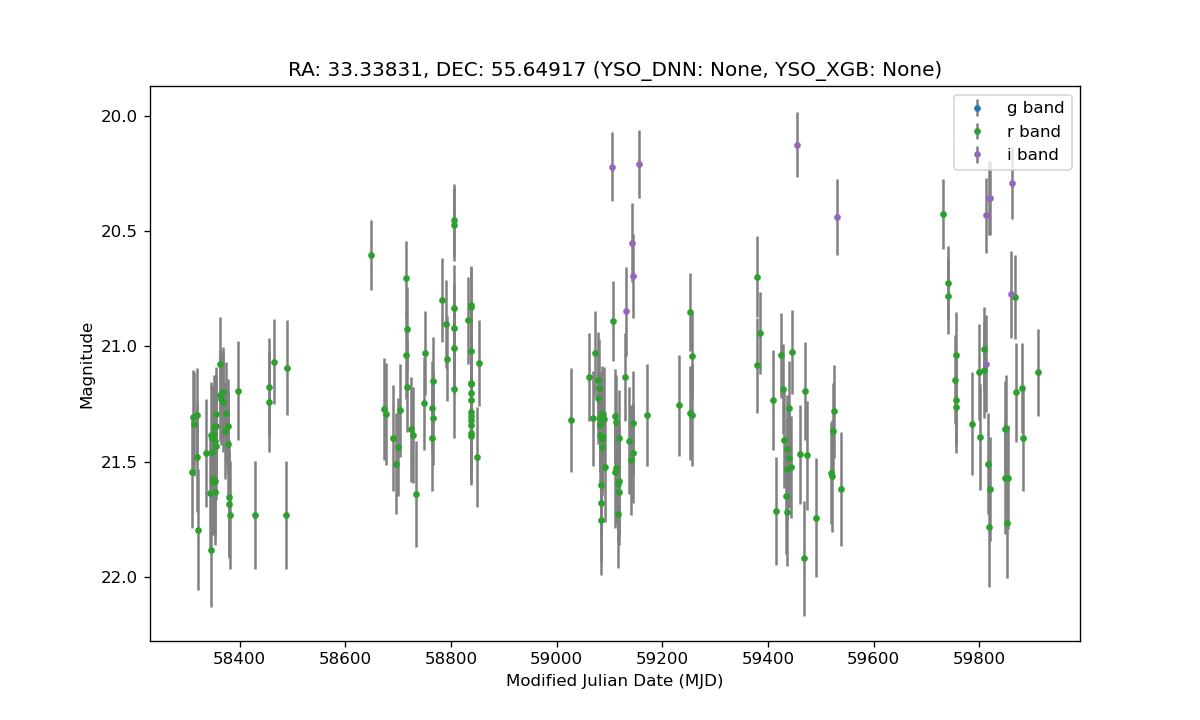 RA: 33.33831, DEC: 55.64917 (YSO_DNN: None, YSO_XGB: None)
g band
r band
i band
20.0
20.5
21.0
21.5
22.0
Magnitude
58400 58600 58800 59000 59200 59400 59600 59800
Modified Julian Date (MJD)